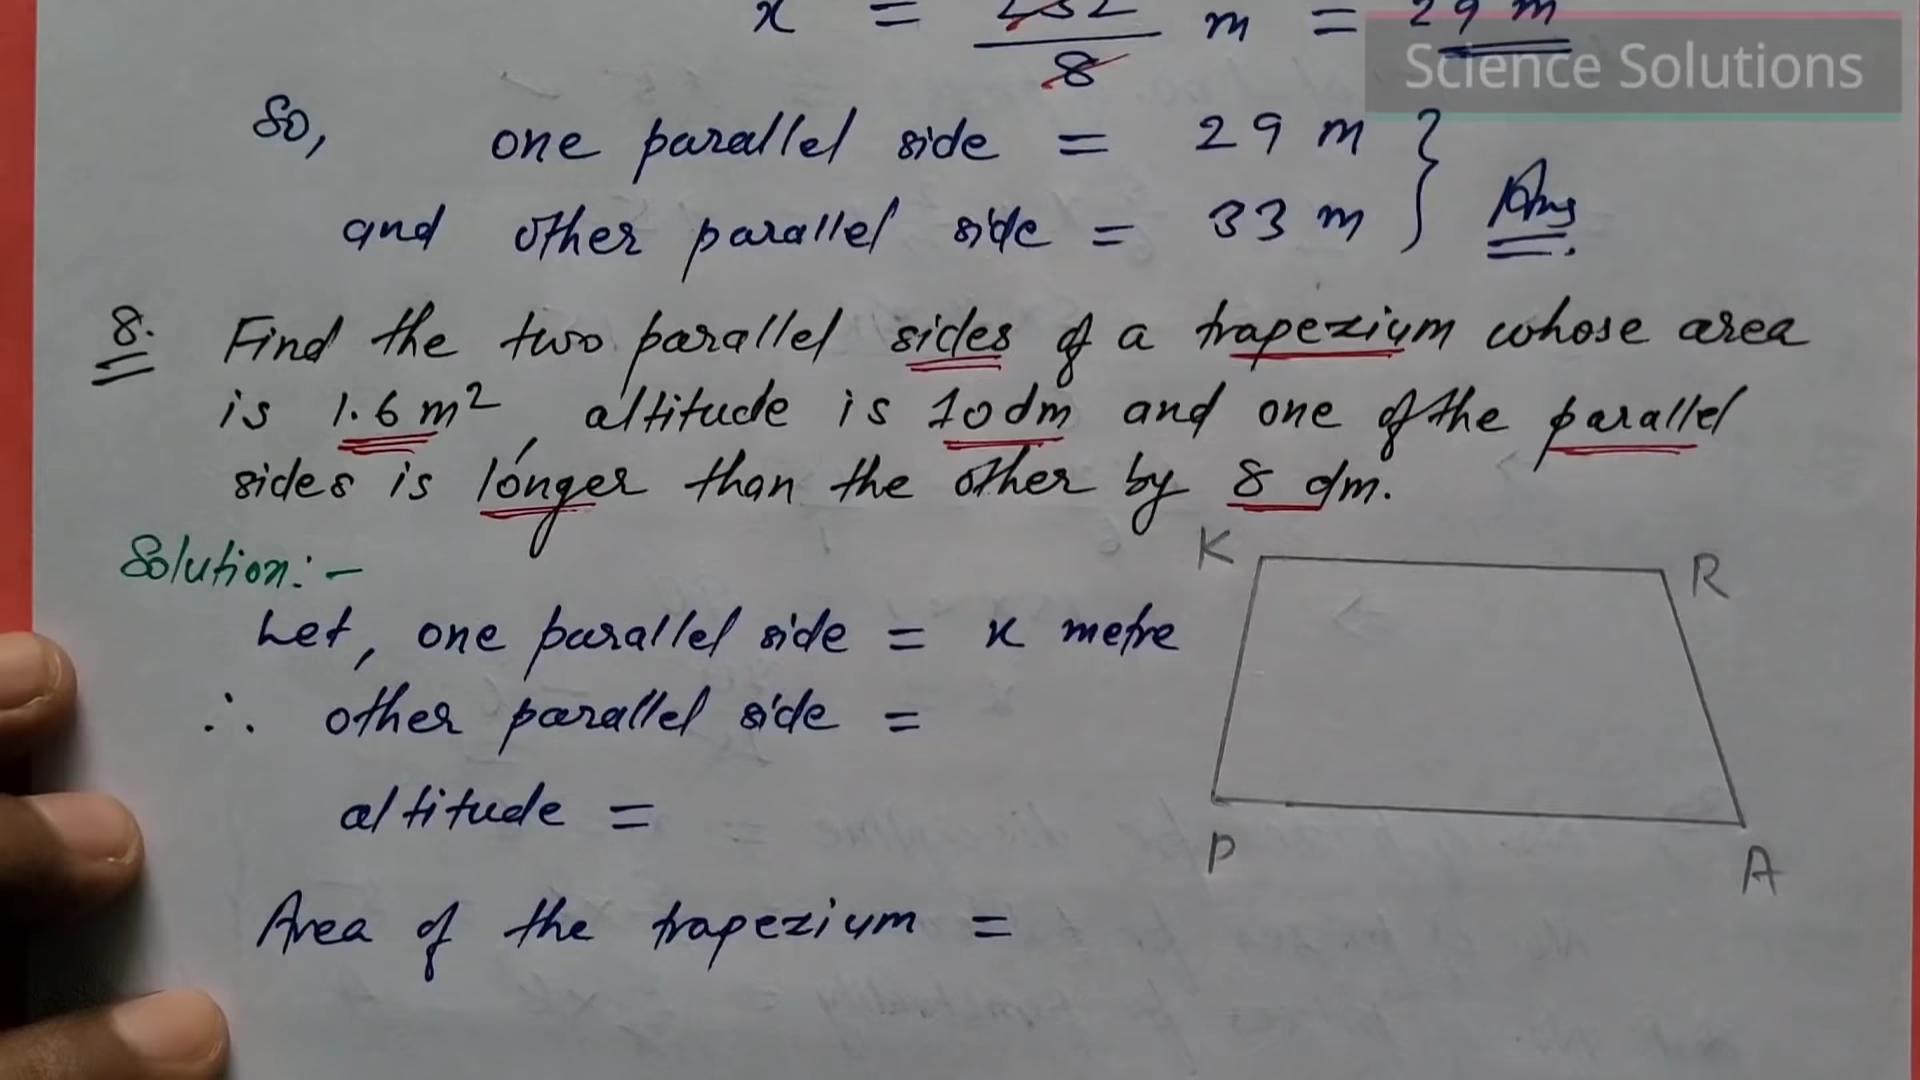 x = 232/8 m = 29 m
Science Solutions
So, one parallel side = 29 m }
and other parallel side = 33 m } Ans.
8. Find the two parallel sides of a trapezium whose area
is 1.6 m², altitude is 10 dm and one of the parallel
sides is longer than the other by 8 dm.
Solution:-
K R
Let, one parallel side = x metre
∴ other parallel side =
altitude =
P A
Area of the trapezium =